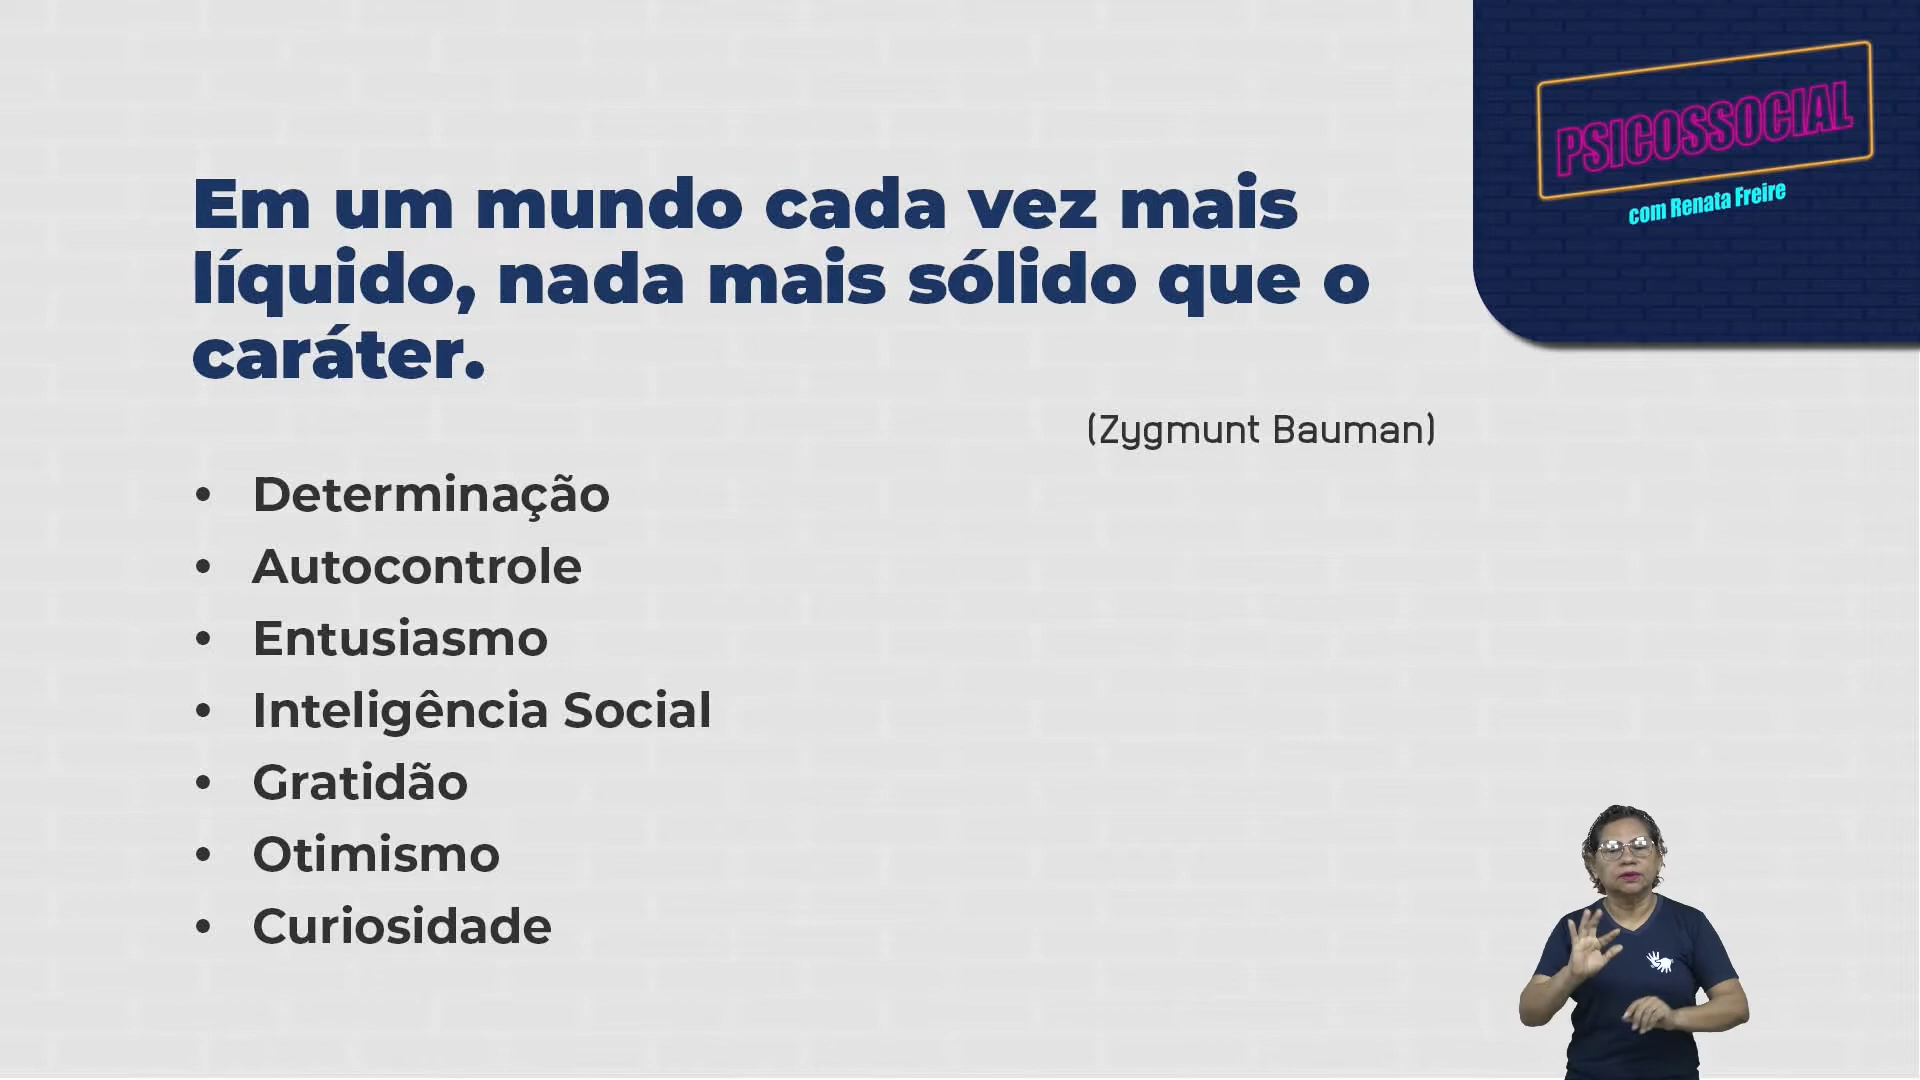 PSICOSSOCIAL
com Renata Freire
Em um mundo cada vez mais
líquido, nada mais sólido que o
caráter.
(Zygmunt Bauman)
• Determinação
• Autocontrole
• Entusiasmo
• Inteligência Social
• Gratidão
• Otimismo
• Curiosidade